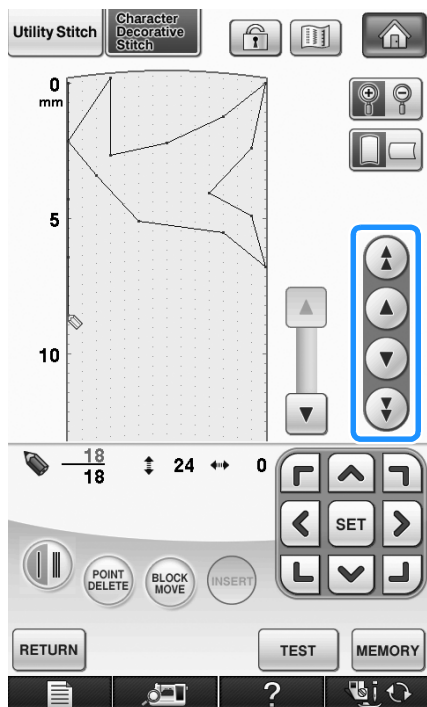 Utility Stitch
Character
Decorative
Stitch
0
mm
5
10
18
18
24
0
SET
POINT
DELETE
BLOCK
MOVE
INSERT
RETURN
TEST
MEMORY
?